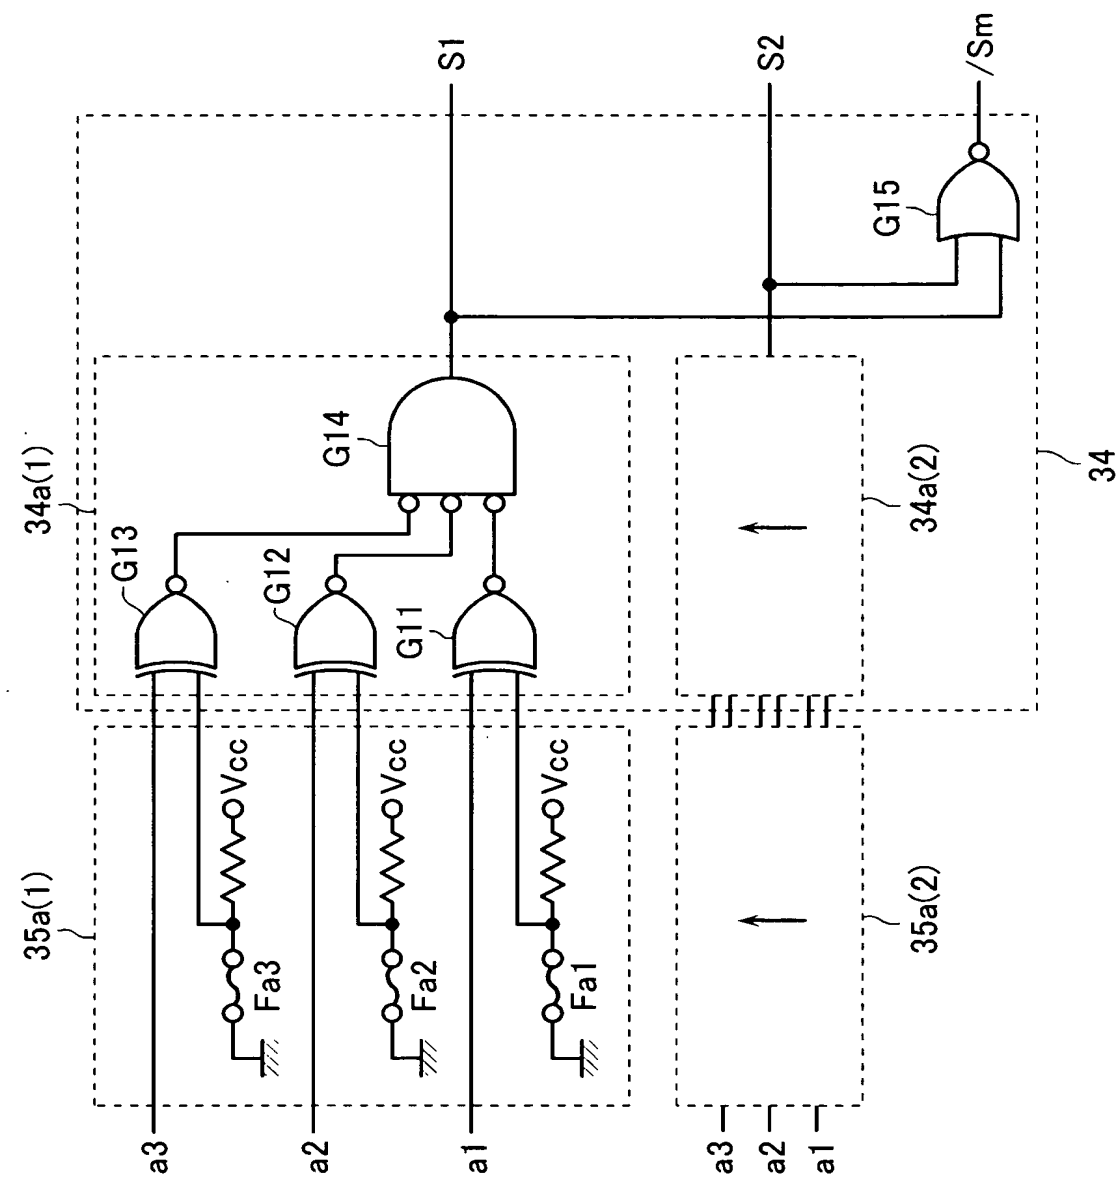 S1
S2
/Sm
G15
34a(1)
G14
G13
G12
G11
34a(2)
34
35a(1)
Vcc
Vcc
Vcc
Fa3
Fa2
Fa1
35a(2)
a3
a2
a1
a3
a2
a1